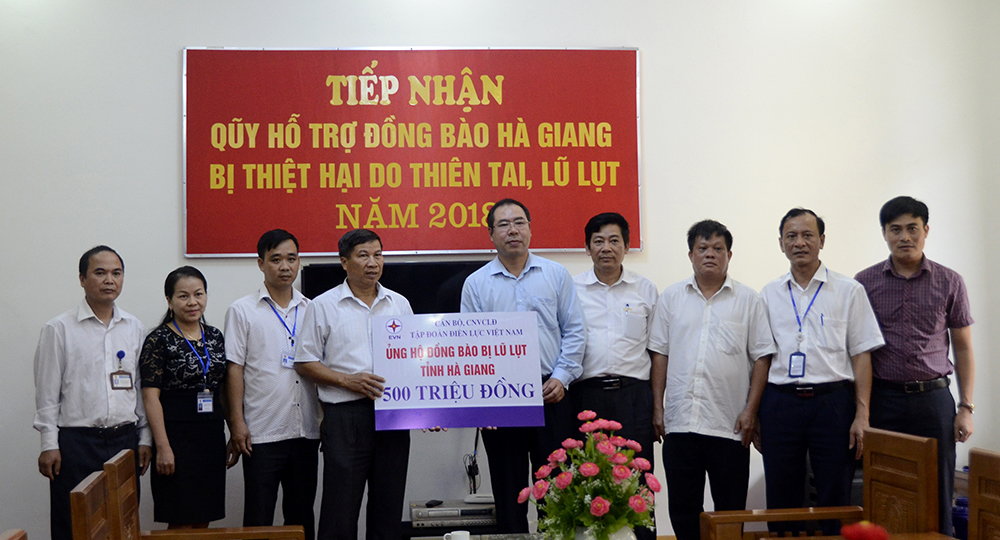 TIẾP NHẬN
QŨY HỖ TRỢ ĐỒNG BÀO HÀ GIANG
BỊ THIỆT HẠI DO THIÊN TAI, LŨ LỤT
NĂM 2018
CÁN BỘ, CNVCLĐ
TẬP ĐOÀN ĐIỆN LỰC VIỆT NAM
EVN
ỦNG HỘ ĐỒNG BÀO BỊ LŨ LỤT
TỈNH HÀ GIANG
500 TRIỆU ĐỒNG